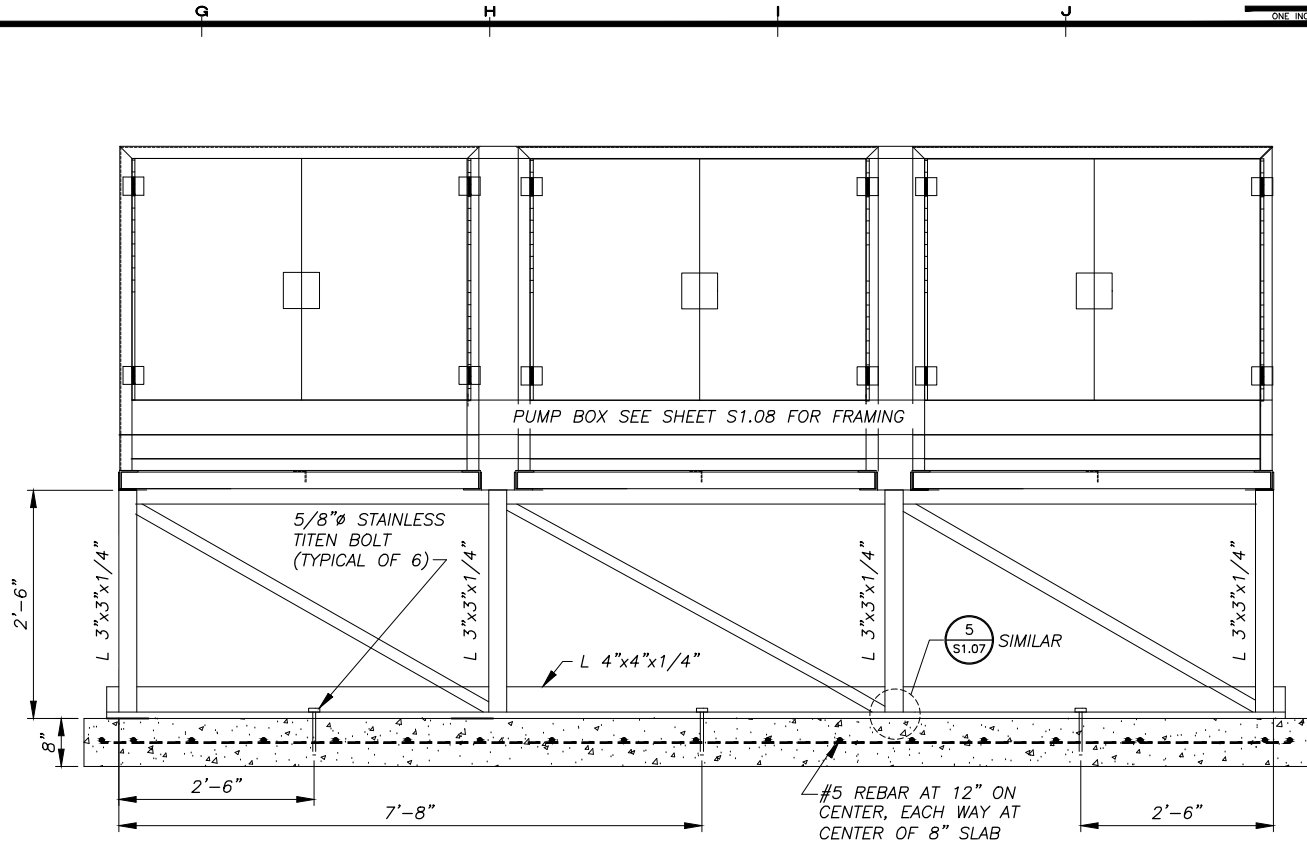 G H I J
ONE INC
PUMP BOX SEE SHEET S1.08 FOR FRAMING
5/8"ø STAINLESS
TITEN BOLT
(TYPICAL OF 6)
L 3"x3"x1/4"
L 3"x3"x1/4"
L 3"x3"x1/4"
L 3"x3"x1/4"
2'-6"
5
S1.07
SIMILAR
L 4"x4"x1/4"
8"
2'-6"
7'-8"
#5 REBAR AT 12" ON
CENTER, EACH WAY AT
CENTER OF 8" SLAB
2'-6"